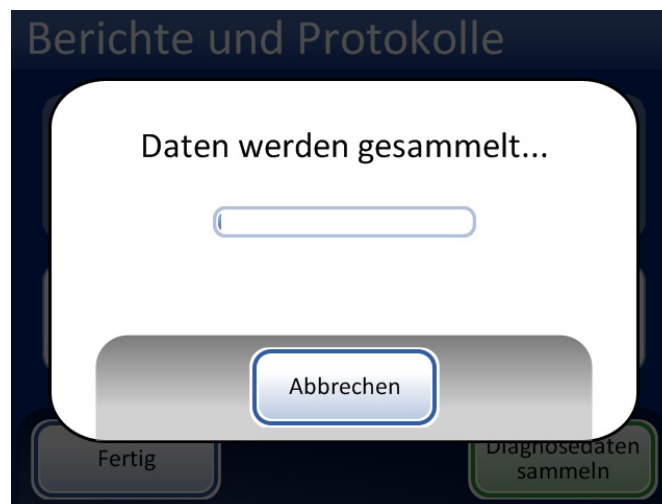 Berichte und Protokolle
Daten werden gesammelt...
Abbrechen
Fertig
Diagnosedaten
sammeln